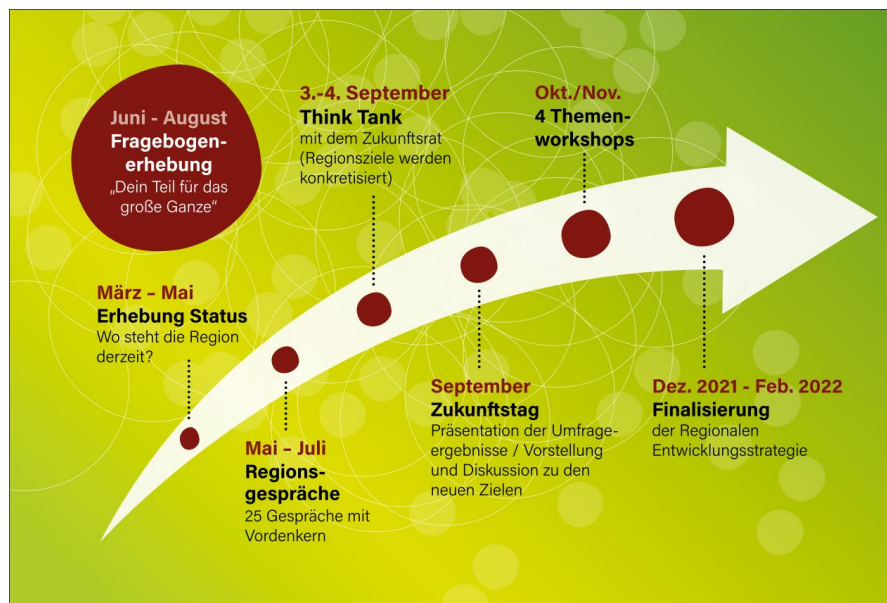 Juni - August
Fragebogen-
erhebung
„Dein Teil für das
große Ganze“
3.-4. September
Think Tank
mit dem Zukunftsrat
(Regionsziele werden
konkretisiert)
Okt./Nov.
4 Themen-
workshops
März – Mai
Erhebung Status
Wo steht die Region
derzeit?
Mai – Juli
Regions-
gespräche
25 Gespräche mit
Vordenkern
September
Zukunftstag
Präsentation der Umfrage-
ergebnisse / Vorstellung
und Diskussion zu den
neuen Zielen
Dez. 2021 - Feb. 2022
Finalisierung
der Regionalen
Entwicklungsstrategie